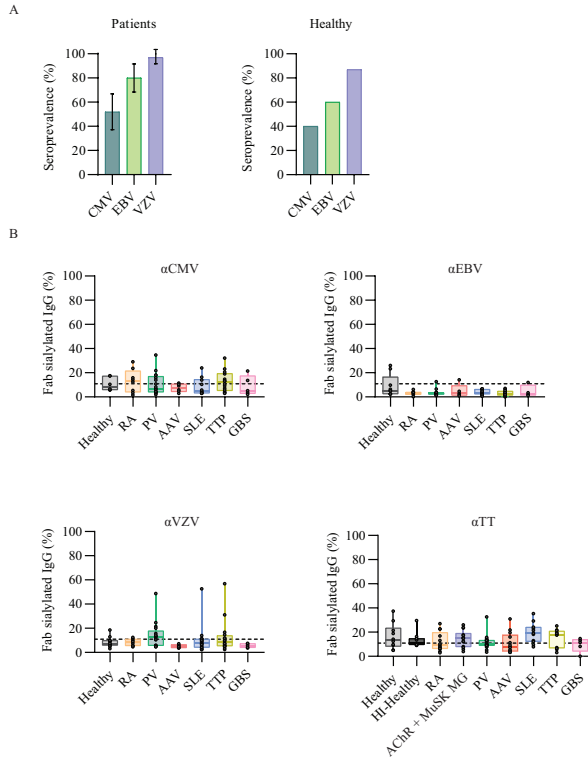 A
Patients
Healthy
Seroprevalence (%)
100
80
60
40
20
0
CMV
EBV
VZV
Seroprevalence (%)
100
80
60
40
20
0
CMV
EBV
VZV
B
αCMV
Fab sialylated IgG (%)
100
80
60
40
20
0
Healthy
RA
PV
AAV
SLE
TTP
GBS
αEBV
Fab sialylated IgG (%)
100
80
60
40
20
0
Healthy
RA
PV
AAV
SLE
TTP
GBS
αVZV
Fab sialylated IgG (%)
100
80
60
40
20
0
Healthy
RA
PV
AAV
SLE
TTP
GBS
αTT
Fab sialylated IgG (%)
100
80
60
40
20
0
Healthy
HI-Healthy
RA
AChR + MuSK MG
PV
AAV
SLE
TTP
GBS